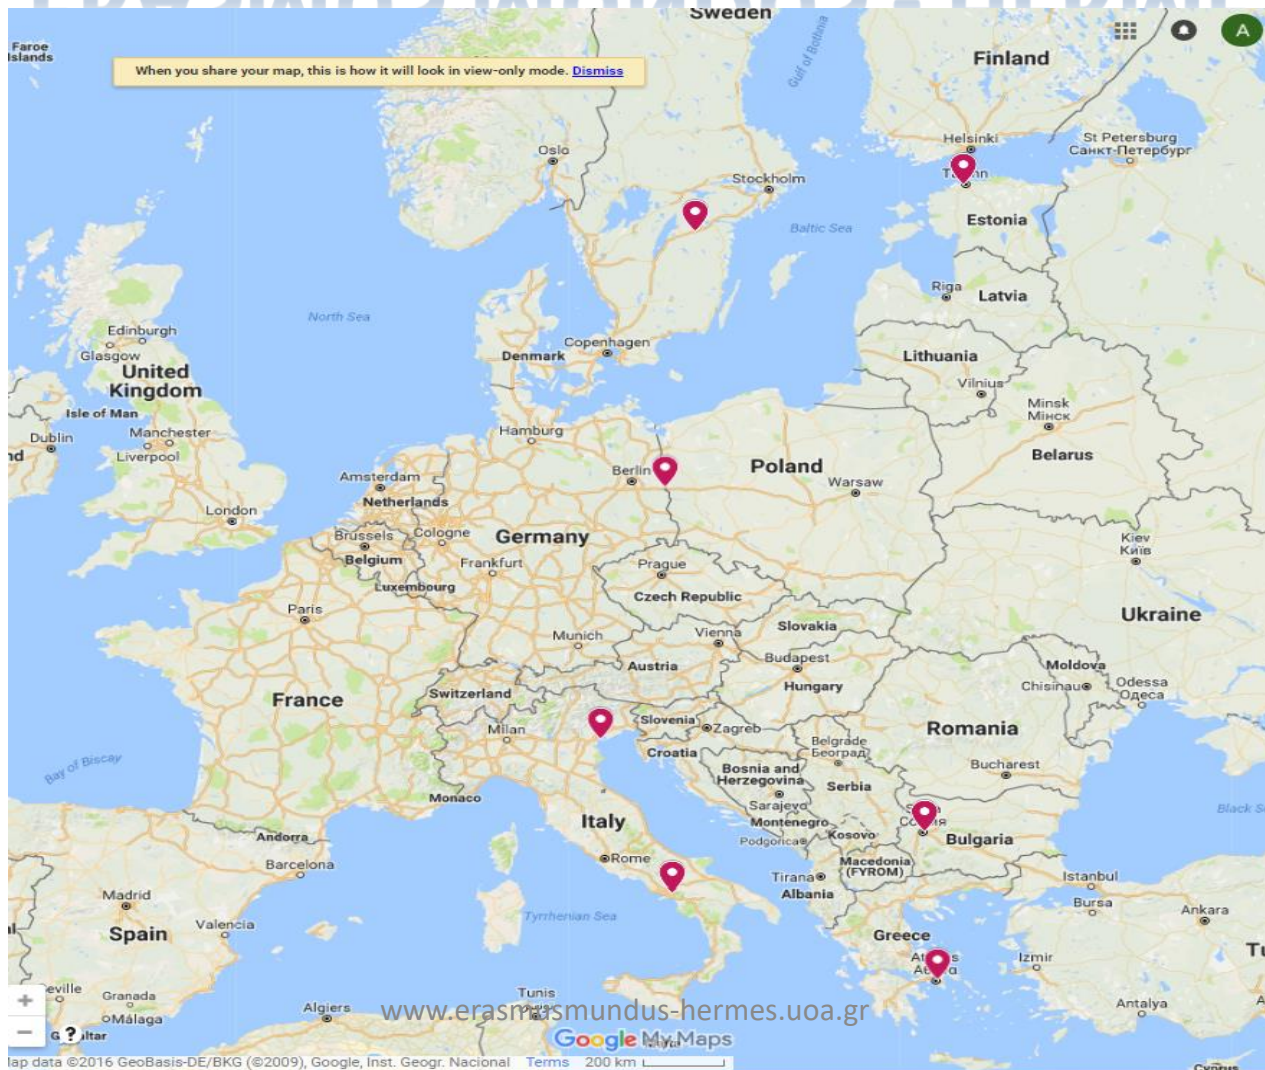 Sweden
Faroe
Islands
Gulf of Bothnia
A
Finland
When you share your map, this is how it will look in view-only mode. Dismiss
Helsinki
St Petersburg
Санкт-Петербург
Oslo
Stockholm
Estonia
Baltic Sea
Riga
Latvia
North Sea
Edinburgh
Glasgow
Copenhagen
Denmark
Lithuania
United
Kingdom
Vilnius
Minsk
Мінск
Isle of Man
Hamburg
Dublin
Manchester
Liverpool
Belarus
Berlin
Poland
Amsterdam
Warsaw
Netherlands
London
Brussels
Cologne
Germany
Kiev
Київ
Belgium
Frankfurt
Prague
Luxembourg
Czech Republic
Paris
Ukraine
Slovakia
Munich
Vienna
Austria
Budapest
Moldova
Hungary
Chisinau
Odessa
Одеса
Switzerland
France
Slovenia
Zagreb
Romania
Milan
Croatia
Belgrade
Београд
Bay of Biscay
Bosnia and
Herzegovina
Bucharest
Serbia
Monaco
Sarajevo
Black
Italy
Montenegro
Kosovo
Andorra
Podgorica
Bulgaria
Rome
Macedonia
(FYROM)
Barcelona
Tirana
Istanbul
Albania
Madrid
Bursa
Ankara
Tyrrhenian Sea
Valencia
Spain
Greece
Izmir
Granada
Tunis
Algiers
Antalya
Málaga
www.erasmasmundus-hermes.uoa.gr
?
Google My Maps
Map data ©2016 GeoBasis-DE/BKG (©2009), Google, Inst. Geogr. Nacional Terms 200 km
Cyprus